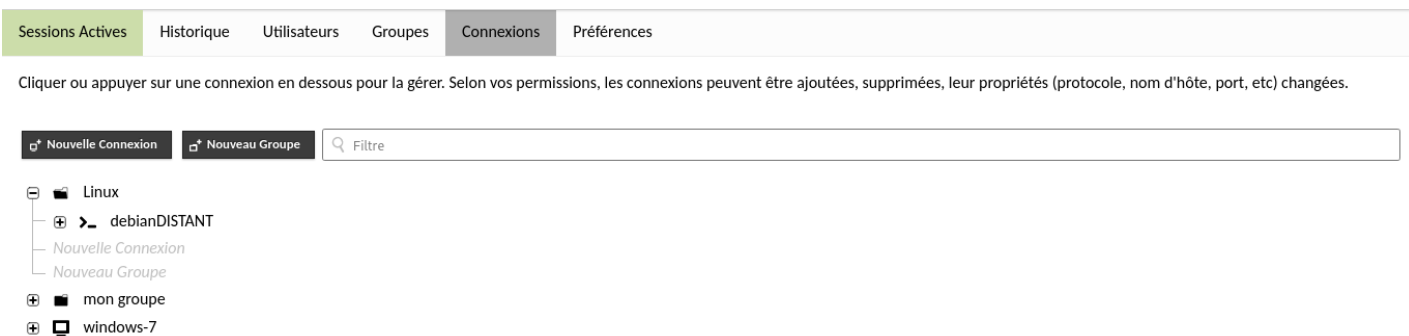 Sessions Actives Historique Utilisateurs Groupes Connexions Préférences
Cliquer ou appuyer sur une connexion en dessous pour la gérer. Selon vos permissions, les connexions peuvent être ajoutées, supprimées, leur propriétés (protocole, nom d'hôte, port, etc) changées.
Nouvelle Connexion Nouveau Groupe Filtre
Linux
debianDISTANT
Nouvelle Connexion
Nouveau Groupe
mon groupe
windows-7